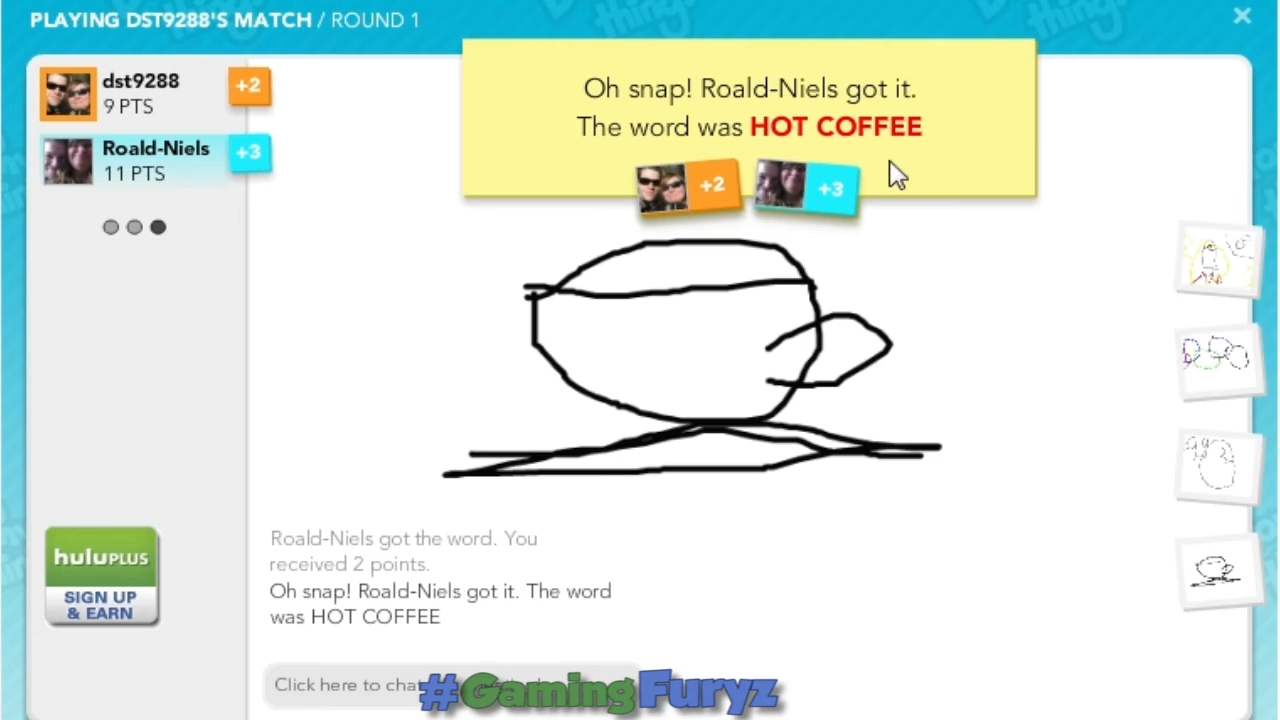 PLAYING DST9288'S MATCH / ROUND 1
dst9288
9 PTS
+2
Roald-Niels
11 PTS
+3
Oh snap! Roald-Niels got it.
The word was HOT COFFEE
+2
+3
huluPLUS
SIGN UP
& EARN
Roald-Niels got the word. You
received 2 points.
Oh snap! Roald-Niels got it. The word
was HOT COFFEE
Click here to chat
#GamingFuryz